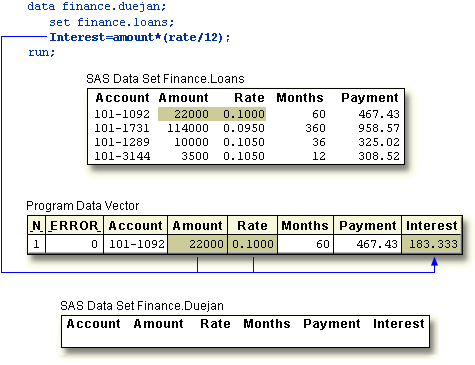 data finance.duejan;
set finance.loans;
Interest=amount*(rate/12);
run;
SAS Data Set Finance.Loans
Account Amount Rate Months Payment
101-1092 22000 0.1000 60 467.43
101-1731 114000 0.0950 360 958.57
101-1289 10000 0.1050 36 325.02
101-3144 3500 0.1050 12 308.52
Program Data Vector
_N_ _ERROR_ Account Amount Rate Months Payment Interest
1 0 101-1092 22000 0.1000 60 467.43 183.333
SAS Data Set Finance.Duejan
Account Amount Rate Months Payment Interest